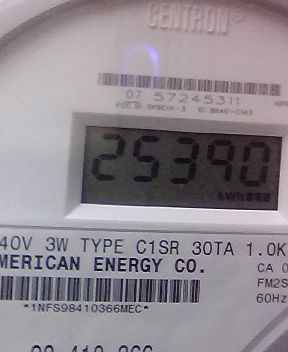 CENTRON®
07 57245311
25390
kWh
40V 3W TYPE C1SR 30TA 1.0K
MERICAN ENERGY CO.
CA 0
FM2S
60Hz
*1NFS98410366MEC*